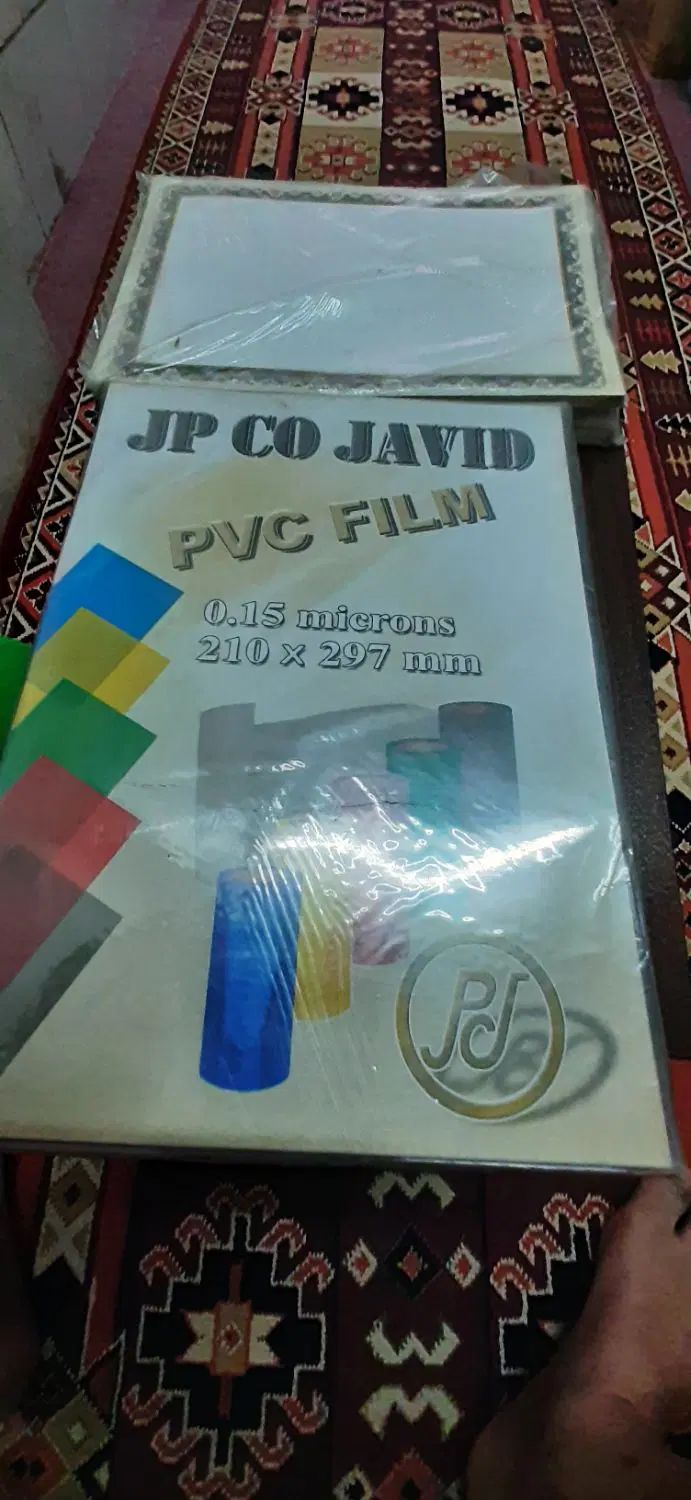 JP CO JAVID
PVC FILM
0.15 microns
210 x 297 mm